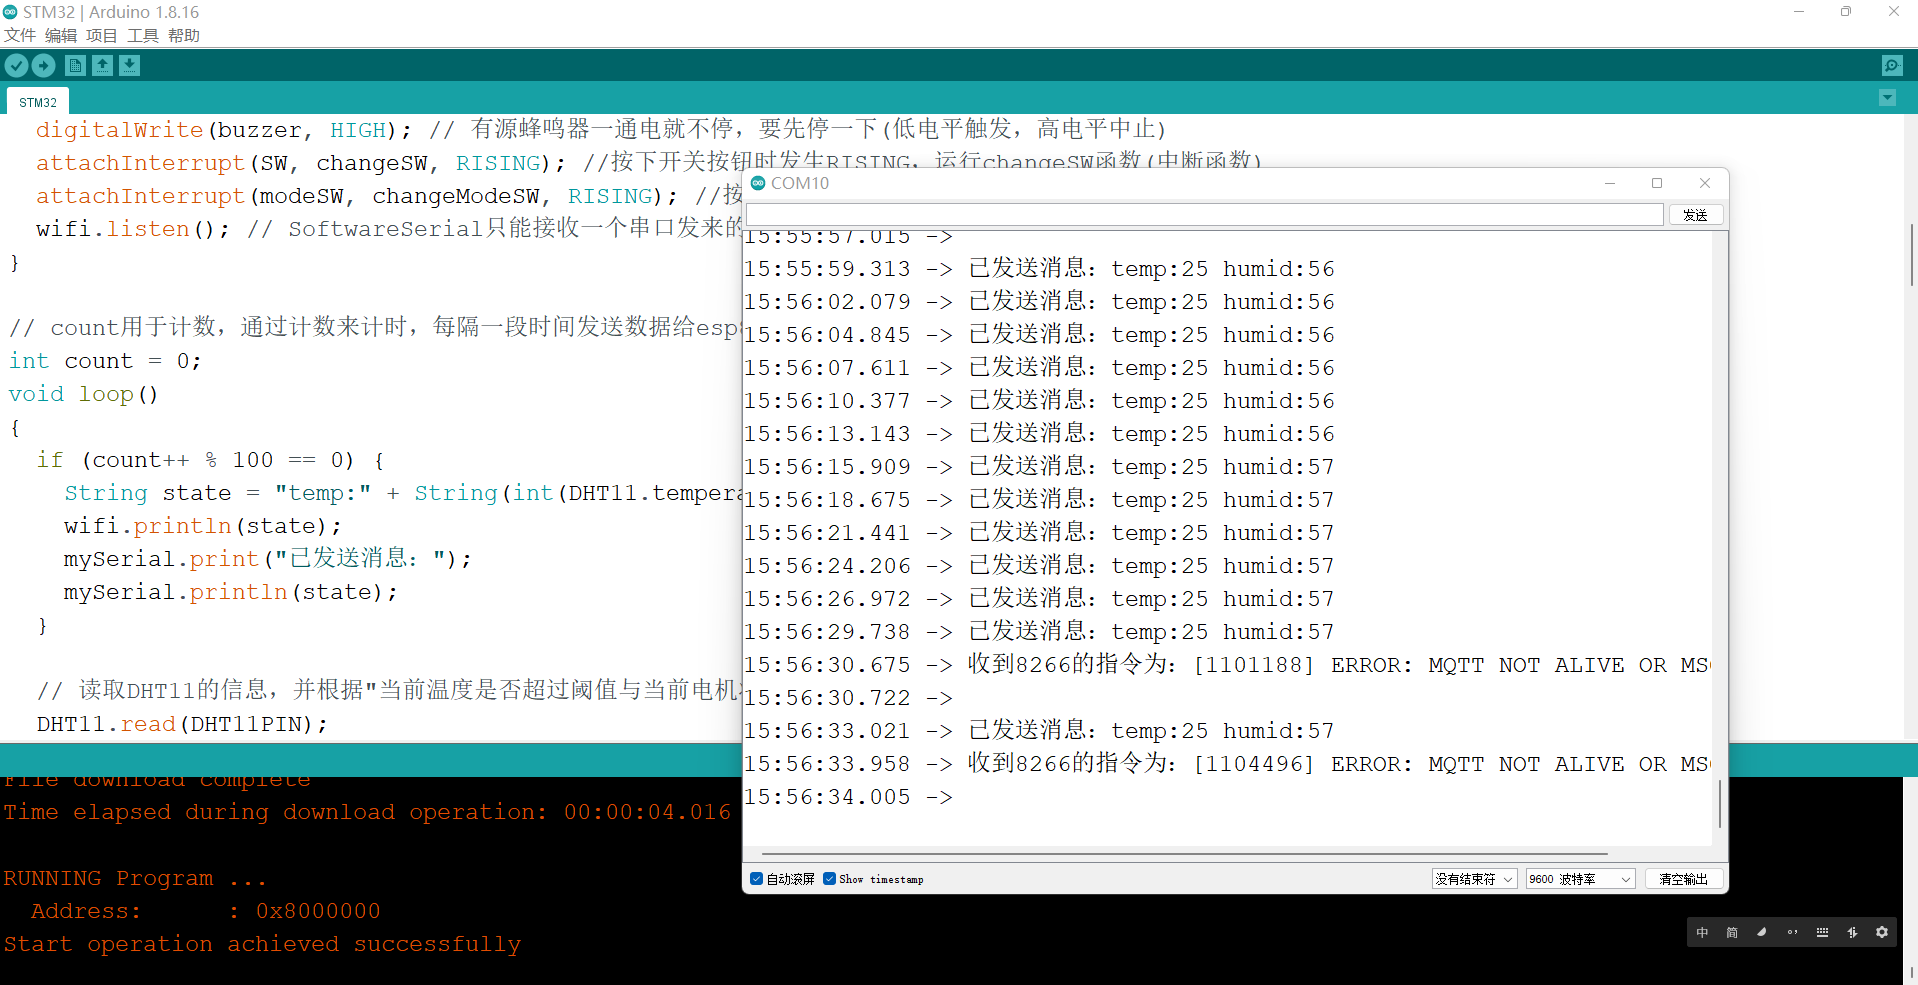 STM32 | Arduino 1.8.16
文件 编辑 项目 工具 帮助
STM32
digitalWrite(buzzer, HIGH); // 有源蜂鸣器一通电就不停，要先停一下(低电平触发，高电平中止)
attachInterrupt(SW, changeSW, RISING); //按下开关按钮时发生RISING，运行changeSW函数(中断函数)
attachInterrupt(modeSW, changeModeSW, RISING); //按
wifi.listen(); // SoftwareSerial只能接收一个串口发来的
}
// count用于计数，通过计数来计时，每隔一段时间发送数据给esp8
int count = 0;
void loop()
{
if (count++ % 100 == 0) {
String state = "temp:" + String(int(DHT11.tempera
wifi.println(state);
mySerial.print("已发送消息：");
mySerial.println(state);
}
// 读取DHT11的信息，并根据"当前温度是否超过阈值与当前电机
DHT11.read(DHT11PIN);
File download complete
Time elapsed during download operation: 00:00:04.016
RUNNING Program ...
Address: : 0x8000000
Start operation achieved successfully
COM10
发送
15:55:57.015 ->
15:55:59.313 -> 已发送消息：temp:25 humid:56
15:56:02.079 -> 已发送消息：temp:25 humid:56
15:56:04.845 -> 已发送消息：temp:25 humid:56
15:56:07.611 -> 已发送消息：temp:25 humid:56
15:56:10.377 -> 已发送消息：temp:25 humid:56
15:56:13.143 -> 已发送消息：temp:25 humid:56
15:56:15.909 -> 已发送消息：temp:25 humid:57
15:56:18.675 -> 已发送消息：temp:25 humid:57
15:56:21.441 -> 已发送消息：temp:25 humid:57
15:56:24.206 -> 已发送消息：temp:25 humid:57
15:56:26.972 -> 已发送消息：temp:25 humid:57
15:56:29.738 -> 已发送消息：temp:25 humid:57
15:56:30.675 -> 收到8266的指令为：[1101188] ERROR: MQTT NOT ALIVE OR MS
15:56:30.722 ->
15:56:33.021 -> 已发送消息：temp:25 humid:57
15:56:33.958 -> 收到8266的指令为：[1104496] ERROR: MQTT NOT ALIVE OR MS
15:56:34.005 ->
自动滚屏 Show timestamp 没有结束符 9600 波特率 清空输出
中 简